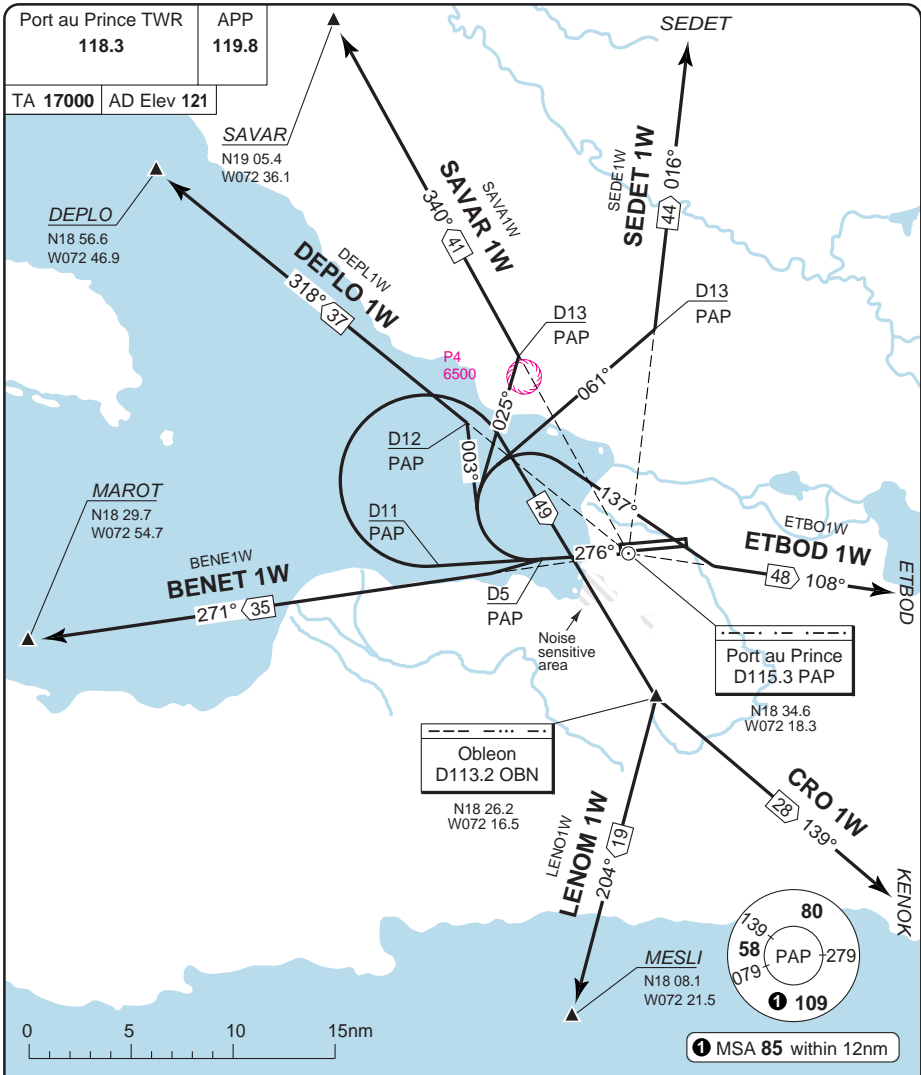 Port au Prince TWR
118.3
APP
119.8
TA 17000
AD Elev 121
SAVAR
N19 05.4
W072 36.1
SEDET
DEPLO
N18 56.6
W072 46.9
SAVA1W
SAVAR 1W
340°
41
SEDE1W
SEDET 1W
44
016°
DEPL1W
DEPLO 1W
318°
37
D13
PAP
D13
PAP
P4
6500
025°
061°
D12
PAP
003°
MAROT
N18 29.7
W072 54.7
D11
PAP
49
137°
BENE1W
BENET 1W
271°
35
276°
D5
PAP
ETBO1W
ETBOD 1W
48
108°
ETBOD
Noise
sensitive
area
Port au Prince
D115.3 PAP
N18 34.6
W072 18.3
Obleon
D113.2 OBN
N18 26.2
W072 16.5
LENO1W
LENOM 1W
204°
19
CRO 1W
28
139°
KENOK
MESLI
N18 08.1
W072 21.5
80
139
58
PAP
279
079
1 109
0
5
10
15nm
1 MSA 85 within 12nm